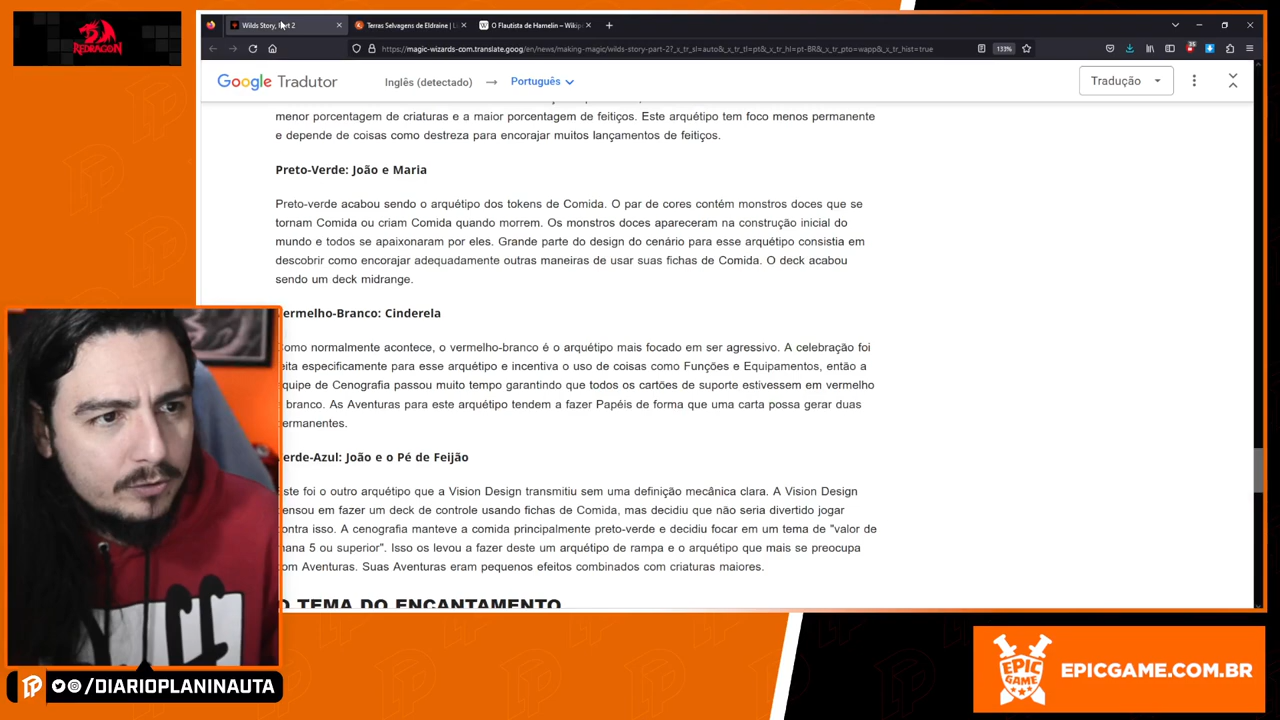 REDRAGON
Wilds Story, Part 2
Terras Selvagens de Eldraine |
O Flautista de Hamelin – Wikip
https://magic-wizards-com.translate.goog/en/news/making-magic/wilds-story-part-2?_x_tr_sl=auto&_x_tr_tl=pt&_x_tr_hl=pt-BR&_x_tr_pto=wapp&_x_tr_hist=true
133%
Google Tradutor
Inglês (detectado)
Português
Tradução
menor porcentagem de criaturas e a maior porcentagem de feitiços. Este arquétipo tem foco menos permanente
e depende de coisas como destreza para encorajar muitos lançamentos de feitiços.
Preto-Verde: João e Maria
Preto-verde acabou sendo o arquétipo dos tokens de Comida. O par de cores contém monstros doces que se
tornam Comida ou criam Comida quando morrem. Os monstros doces apareceram na construção inicial do
mundo e todos se apaixonaram por eles. Grande parte do design do cenário para esse arquétipo consistia em
descobrir como encorajar adequadamente outras maneiras de usar suas fichas de Comida. O deck acabou
sendo um deck midrange.
ermelho-Branco: Cinderela
omo normalmente acontece, o vermelho-branco é o arquétipo mais focado em ser agressivo. A celebração foi
eita especificamente para esse arquétipo e incentiva o uso de coisas como Funções e Equipamentos, então a
quipe de Cenografia passou muito tempo garantindo que todos os cartões de suporte estivessem em vermelho
branco. As Aventuras para este arquétipo tendem a fazer Papéis de forma que uma carta possa gerar duas
ermanentes.
erde-Azul: João e o Pé de Feijão
ste foi o outro arquétipo que a Vision Design transmitiu sem uma definição mecânica clara. A Vision Design
ensou em fazer um deck de controle usando fichas de Comida, mas decidiu que não seria divertido jogar
ontra isso. A cenografia manteve a comida principalmente preto-verde e decidiu focar em um tema de "valor de
mana 5 ou superior". Isso os levou a fazer deste um arquétipo de rampa e o arquétipo que mais se preocupa
om Aventuras. Suas Aventuras eram pequenos efeitos combinados com criaturas maiores.
O TEMA DO ENCANTAMENTO
/DIARIOPLANINAUTA
EPIC
GAME
EPICGAME.COM.BR